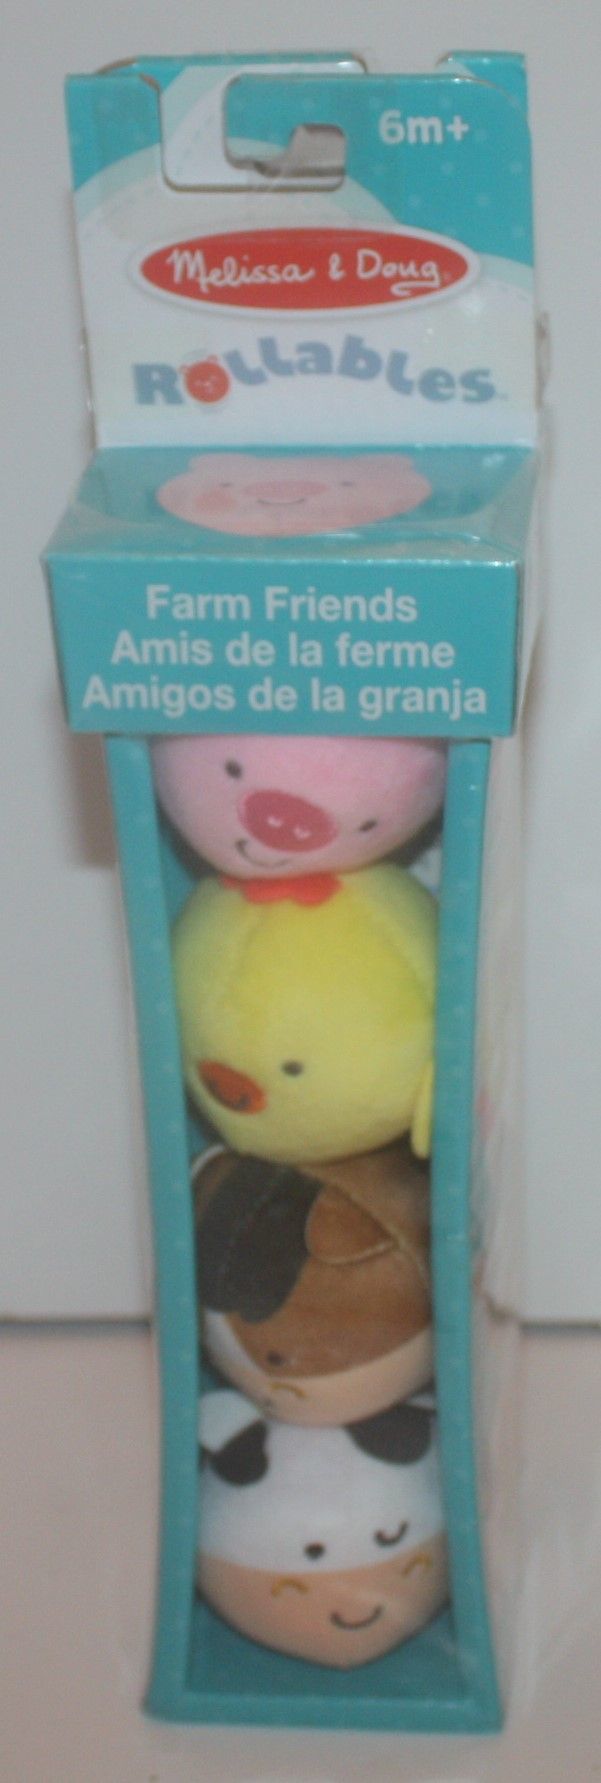 6m+
Melissa & Doug
ROLLabLes
Farm Friends
Amis de la ferme
Amigos de la granja